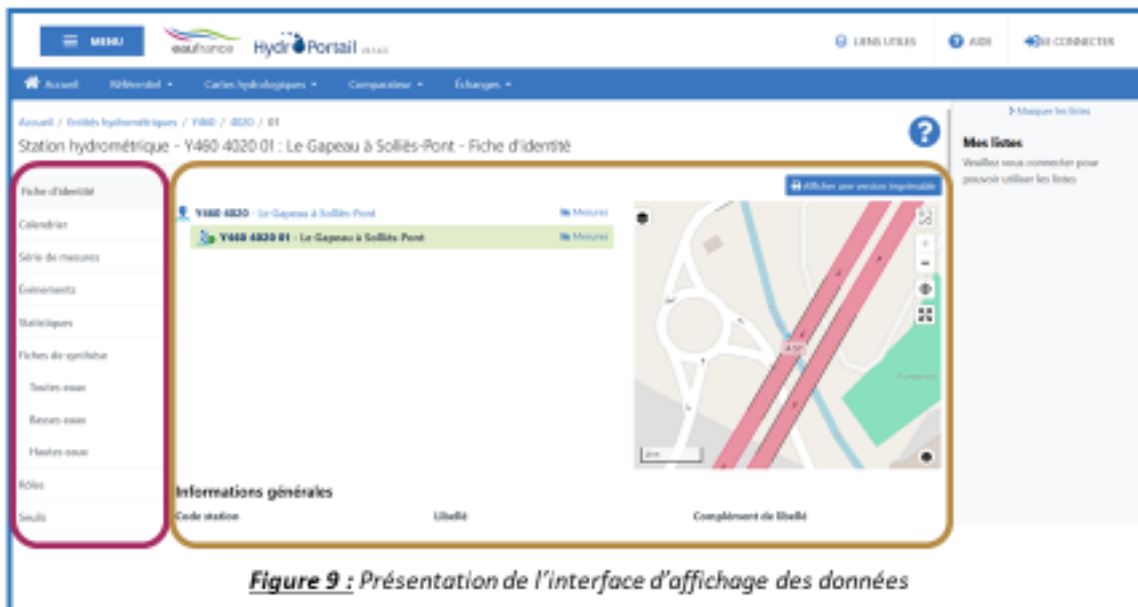 MENU
eaufrance HydroPortail
LIENS UTILES
AIDE
SE CONNECTER
Accueil Référentiel Cartes hydrologiques Comparateur Échanges
Accueil / Entités hydrométriques / Y460 / 4020 / 01
Station hydrométrique - Y460 4020 01 : Le Gapeau à Solliès-Pont - Fiche d'identité
?
Masquer les listes
Mes listes
Veuillez vous connecter pour
pouvoir utiliser les listes
Fiche d'identité
Calendrier
Série de mesures
Évènements
Statistiques
Fiches de synthèse
Toutes eaux
Basses eaux
Hautes eaux
Rôles
Seuils
Afficher une version imprimable
Y460 4020 - Le Gapeau à Solliès-Pont Mesures
Y460 4020 01 - Le Gapeau à Solliès-Pont Mesures
A 57
Informations générales
Code station Libellé Complément de libellé
Figure 9 : Présentation de l'interface d'affichage des données